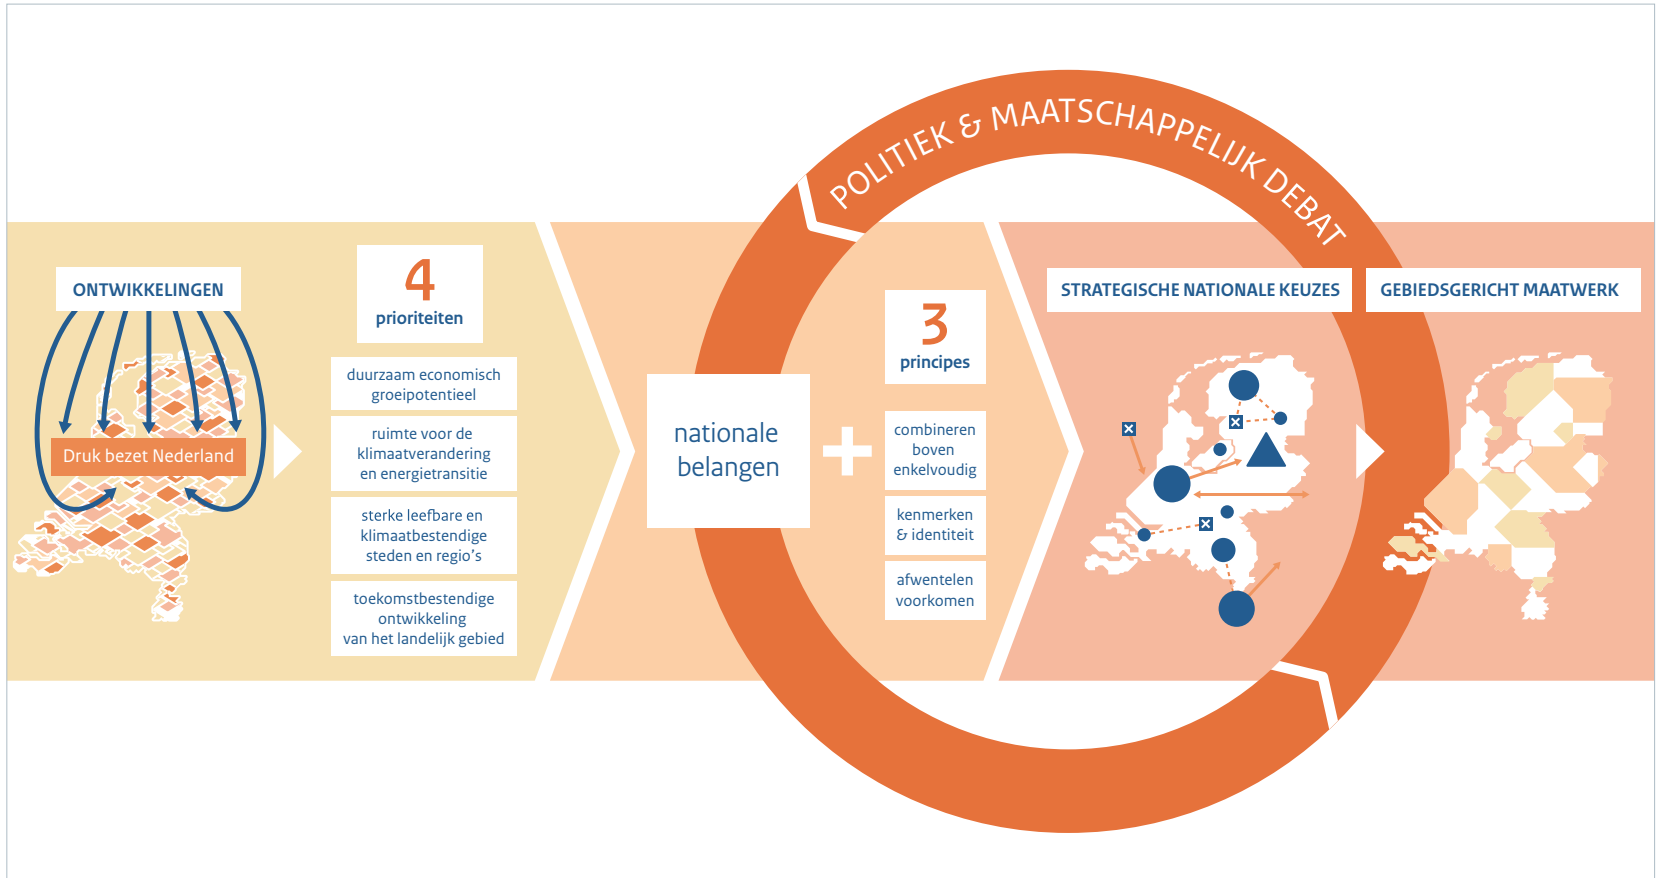 POLITIEK & MAATSCHAPPELIJK DEBAT
ONTWIKKELINGEN
Druk bezet Nederland
4
prioriteiten
duurzaam economisch
groeipotentieel
ruimte voor de
klimaatverandering
en energietransitie
sterke leefbare en
klimaatbestendige
steden en regio's
toekomstbestendige
ontwikkeling
van het landelijk gebied
nationale
belangen
3
principes
combineren
boven
enkelvoudig
kenmerken
& identiteit
afwentelen
voorkomen
STRATEGISCHE NATIONALE KEUZES
GEBIEDSGERICHT MAATWERK